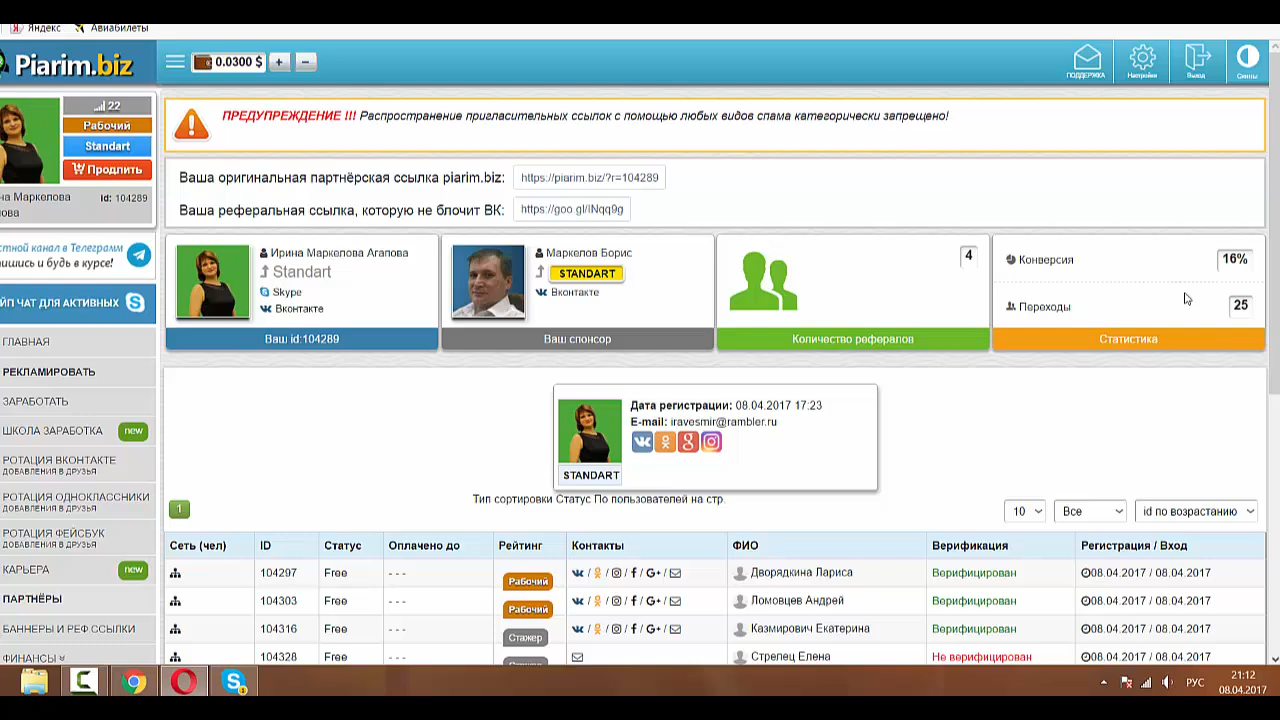 Яндекс Авиабилеты
Piarim.biz
0.0300 $ + −
ПОДДЕРЖКА Настройки Выход Скины
22
Рабочий
Standart
Продлить
на Маркелова id: 104289
пова
ПРЕДУПРЕЖДЕНИЕ !!! Распространение пригласительных ссылок с помощью любых видов спама категорически запрещено!
Ваша оригинальная партнёрская ссылка piarim.biz: https://piarim.biz/?r=104289
Ваша реферальная ссылка, которую не блочит ВК: https://goo gl/lNqq9g
стной канал в Телеграмм
пишись и будь в курсе!
йп ЧАТ ДЛЯ АКТИВНЫХ
ГЛАВНАЯ
РЕКЛАМИРОВАТЬ
ЗАРАБОТАТЬ
ШКОЛА ЗАРАБОТКА new
РОТАЦИЯ ВКОНТАКТЕ
ДОБАВЛЕНИЯ В ДРУЗЬЯ
РОТАЦИЯ ОДНОКЛАССНИКИ
ДОБАВЛЕНИЯ В ДРУЗЬЯ
РОТАЦИЯ ФЕЙСБУК
ДОБАВЛЕНИЯ В ДРУЗЬЯ
КАРЬЕРА new
ПАРТНЁРЫ
БАННЕРЫ И РЕФ ССЫЛКИ
ФИНАНСЫ
Ирина Маркелова Агапова
Standart
Skype
Вконтакте
Ваш id:104289
Маркелов Борис
STANDART
Вконтакте
Ваш спонсор
4
Количество рефералов
Конверсия 16%
Переходы 25
Статистика
Дата регистрации: 08.04.2017 17:23
E-mail: iravesmir@rambler.ru
STANDART
Тип сортировки Статус По пользователей на стр.
1 10 Все id по возрастанию
Сеть (чел) ID Статус Оплачено до Рейтинг Контакты ФИО Верификация Регистрация / Вход
104297 Free - - - Рабочий / / / / G+ / Дворядкина Лариса Верифицирован 08.04.2017 / 08.04.2017
104303 Free - - - Рабочий / / / / G+ / Ломовцев Андрей Верифицирован 08.04.2017 / 08.04.2017
104316 Free - - - Стажер / / / / G+ / Казмирович Екатерина Верифицирован 08.04.2017 / 08.04.2017
104328 Free - - - Стрелец Елена Не верифицирован 08.04.2017 / 08.04.2017
РУС 21:12
08.04.2017